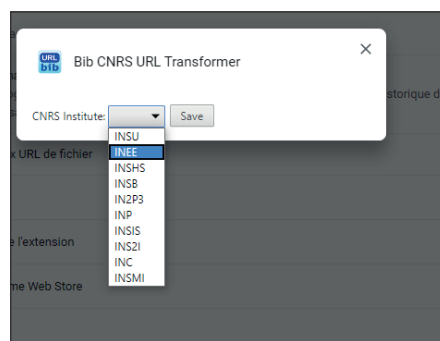 URL
bib
Bib CNRS URL Transformer
storique d
CNRS Institute:
Save
INSU
INEE
INSHS
INSB
IN2P3
INP
INSIS
INS2I
INC
INSMI
x URL de fichier
e l'extension
me Web Store